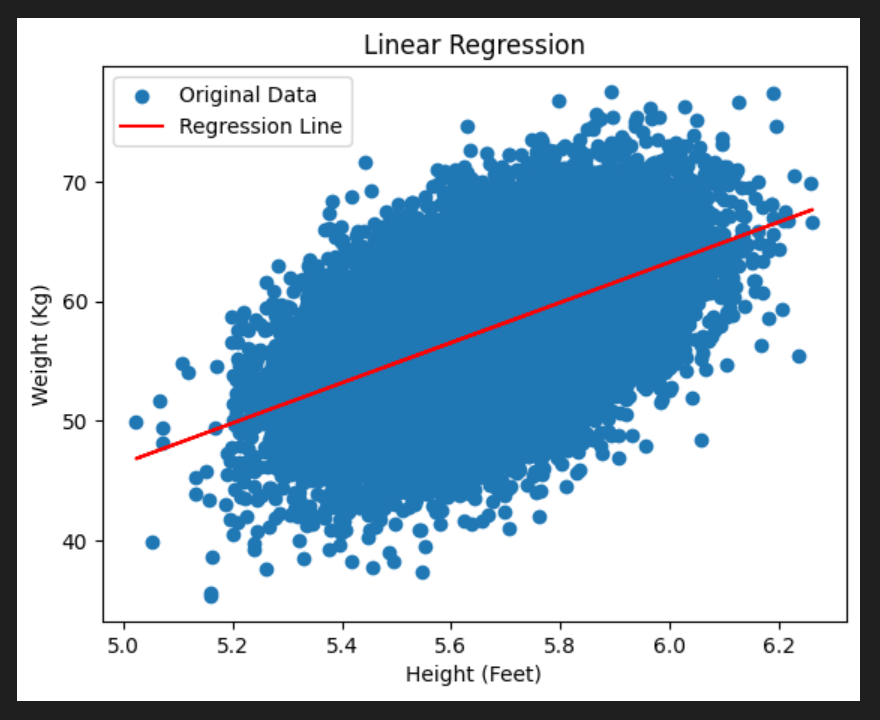 Linear Regression
Original Data
Regression Line
70
60
50
40
Weight (Kg)
5.0 5.2 5.4 5.6 5.8 6.0 6.2
Height (Feet)